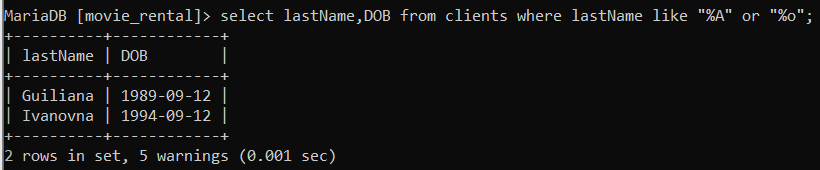 MariaDB [movie_rental]> select lastName,DOB from clients where lastName like "%A" or "%o";
+----------+------------+
| lastName | DOB        |
+----------+------------+
| Guiliana | 1989-09-12 |
| Ivanovna | 1994-09-12 |
+----------+------------+
2 rows in set, 5 warnings (0.001 sec)